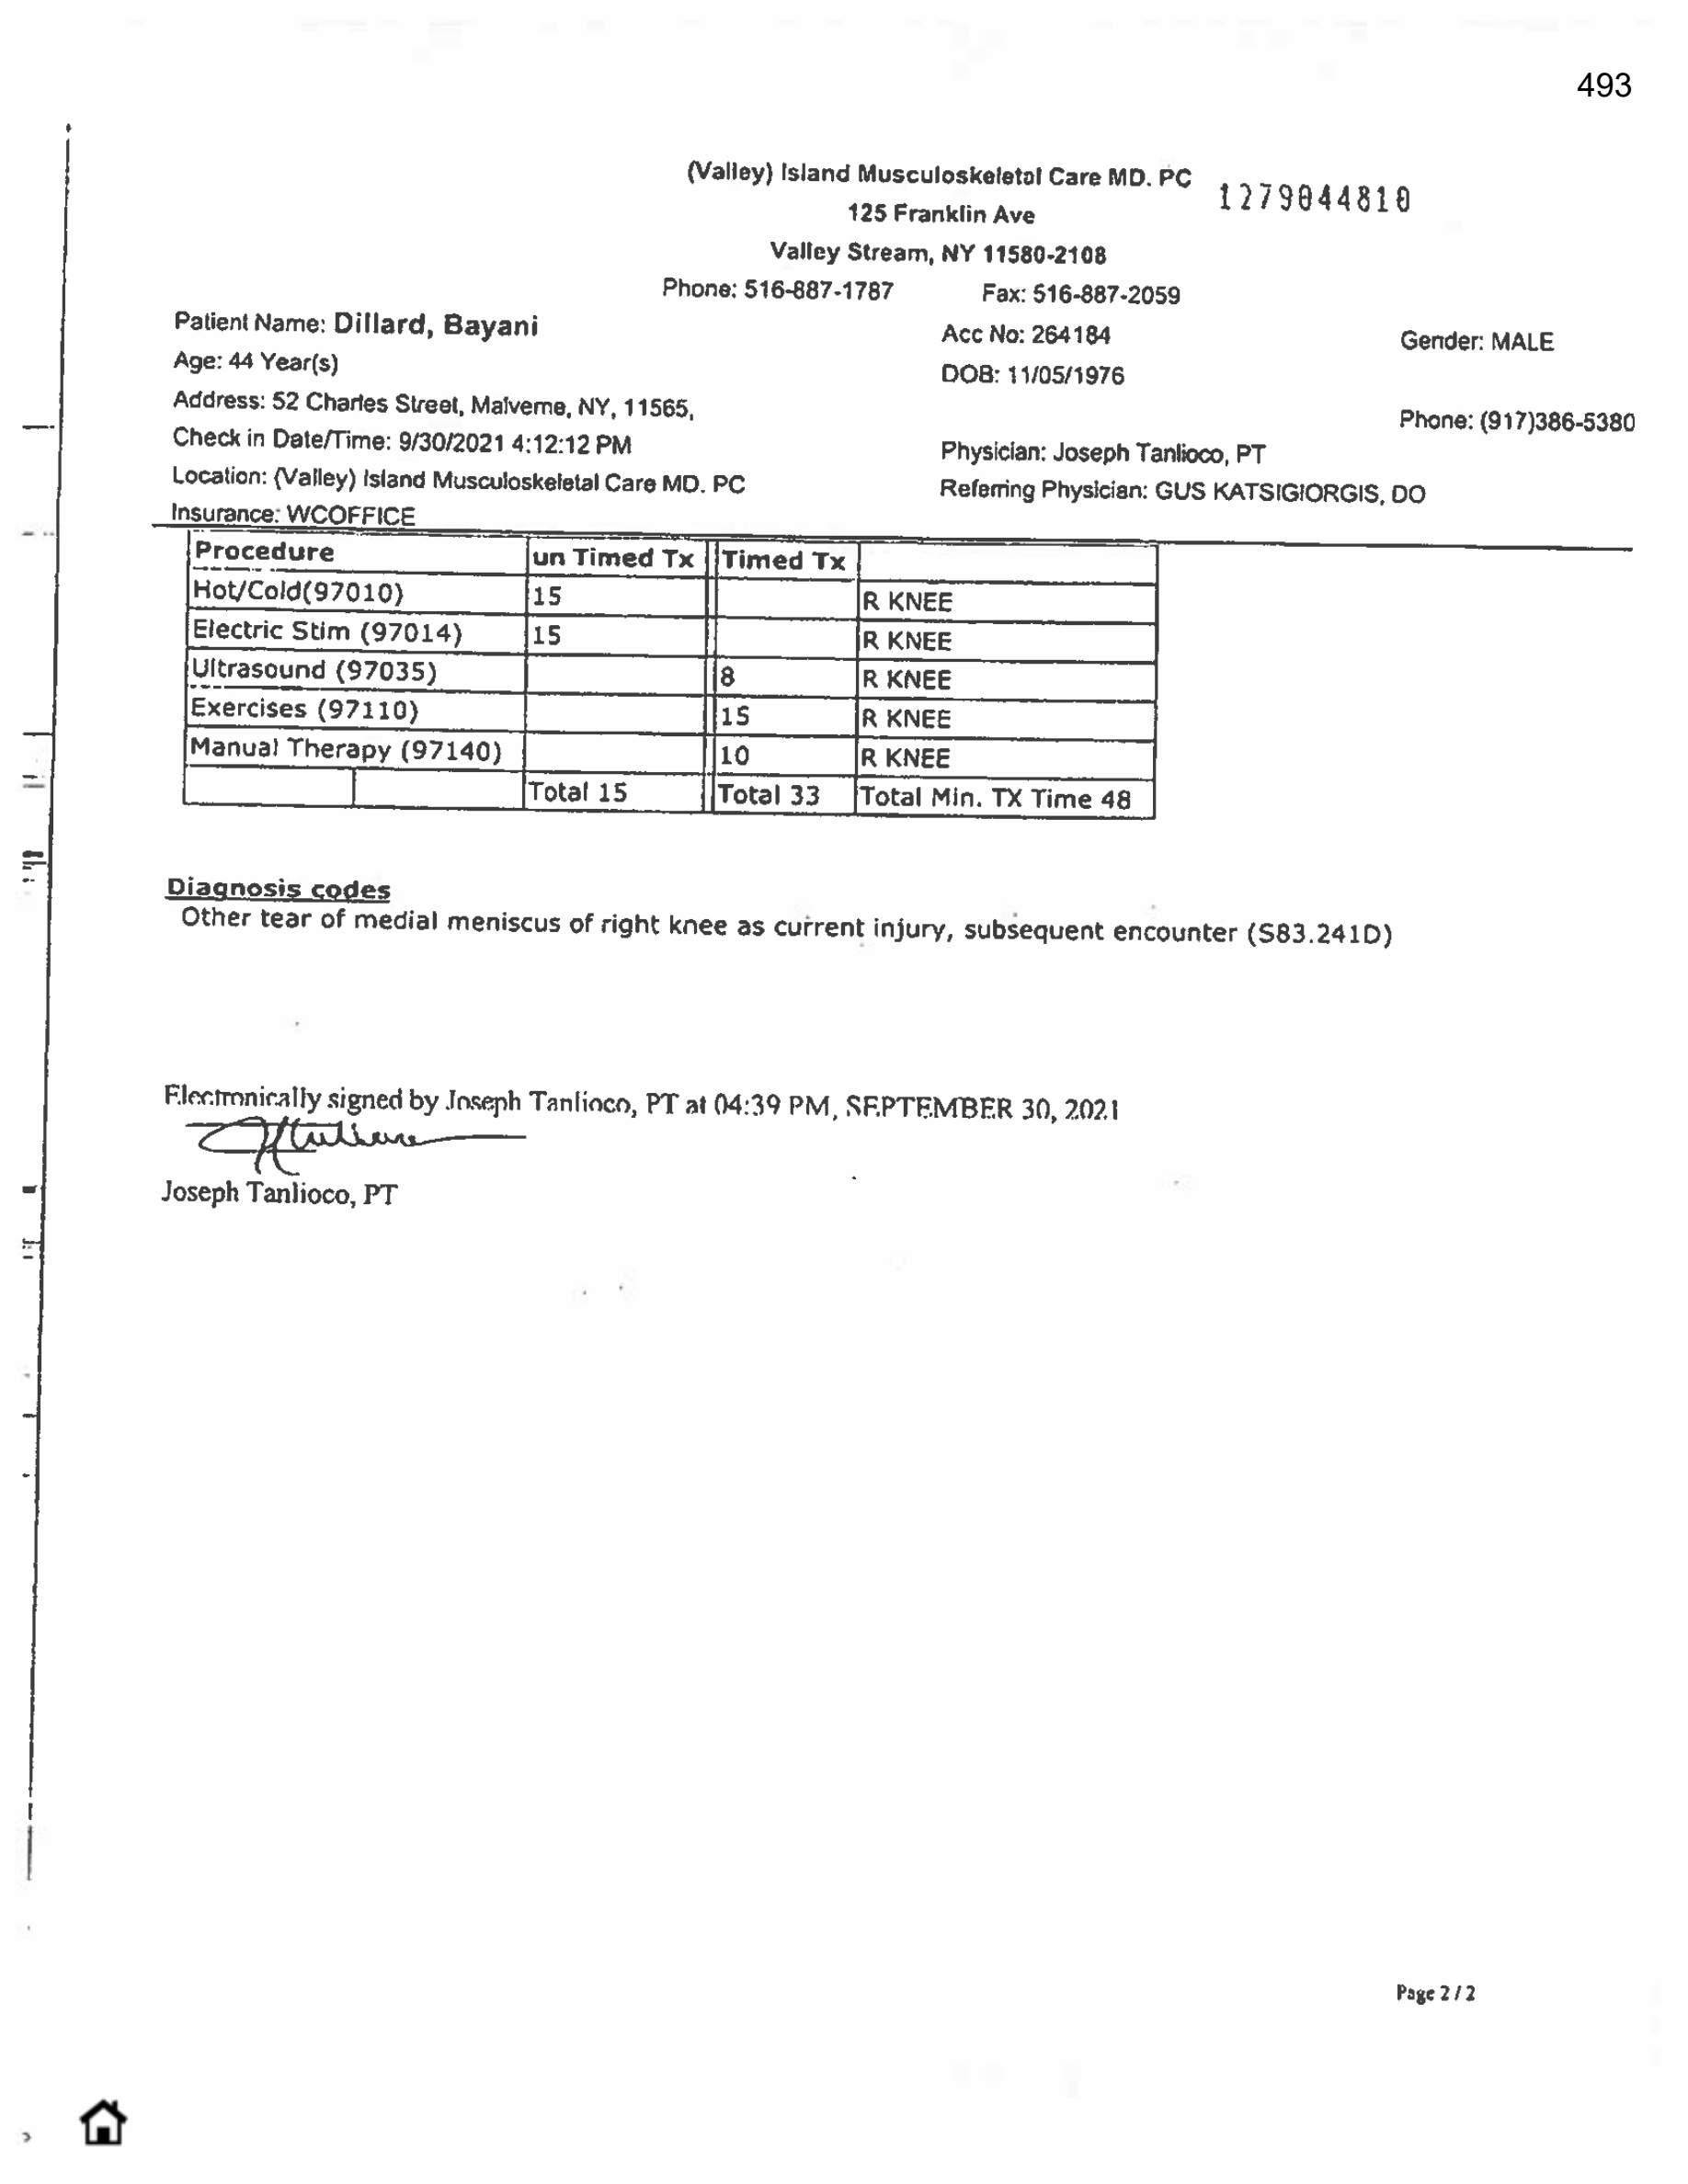 493
(Valley) Island Musculoskeletal Care MD. PC 1279044810
125 Franklin Ave
Valley Stream, NY 11580-2108
Phone: 516-887-1787 Fax: 516-887-2059
Patient Name: Dillard, Bayani Acc No: 264184 Gender: MALE
Age: 44 Year(s) DOB: 11/05/1976
Address: 52 Charles Street, Malverne, NY, 11565, Phone: (917)386-5380
Check in Date/Time: 9/30/2021 4:12:12 PM Physician: Joseph Tanlioco, PT
Location: (Valley) Island Musculoskeletal Care MD. PC Referring Physician: GUS KATSIGIORGIS, DO
Insurance: WCOFFICE
Procedure un Timed Tx Timed Tx
Hot/Cold(97010) 15 R KNEE
Electric Stim (97014) 15 R KNEE
Ultrasound (97035) 8 R KNEE
Exercises (97110) 15 R KNEE
Manual Therapy (97140) 10 R KNEE
Total 15 Total 33 Total Min. TX Time 48
Diagnosis codes
Other tear of medial meniscus of right knee as current injury, subsequent encounter (S83.241D)
Electronically signed by Joseph Tanlioco, PT at 04:39 PM, SEPTEMBER 30, 2021
Joseph Tanlioco, PT
Page 2 / 2